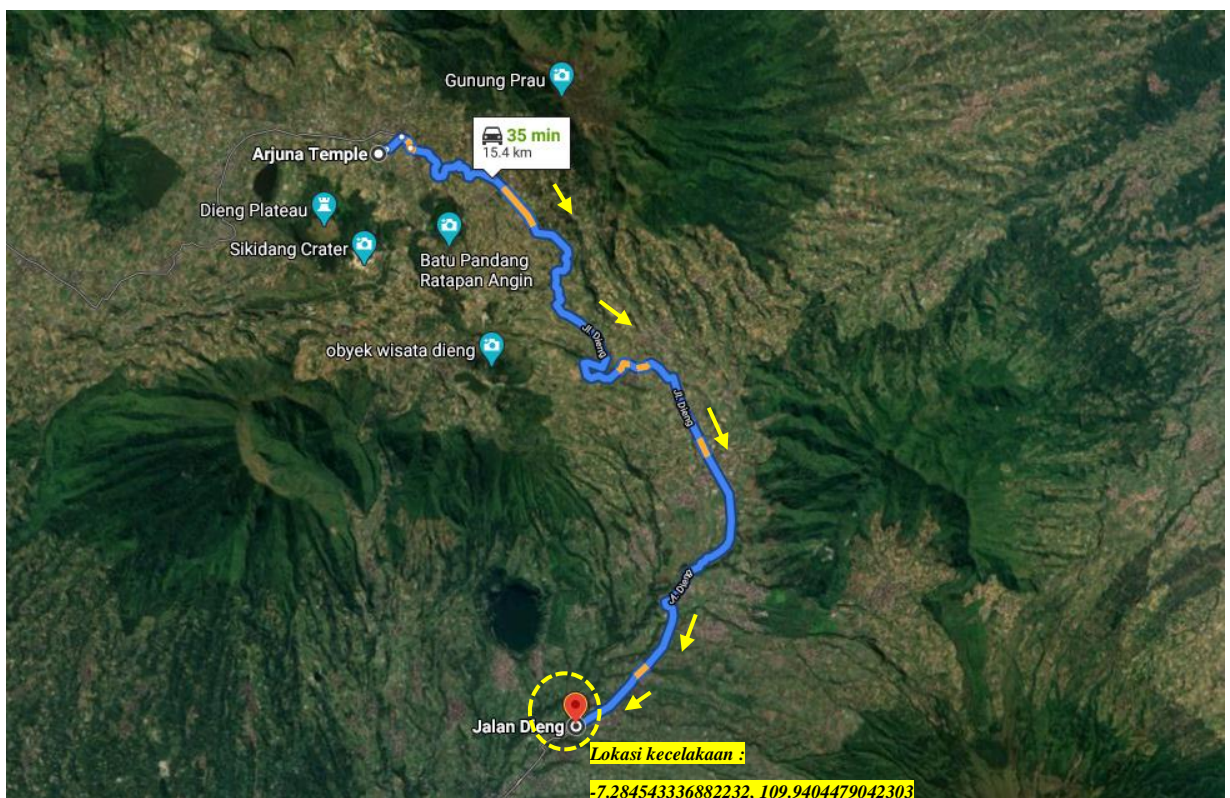 Gunung Prau
35 min
15.4 km
Arjuna Temple
Dieng Plateau
Sikidang Crater
Batu Pandang
Ratapan Angin
Jl. Dieng
obyek wisata dieng
Jl. Dieng
Jl. Dieng
Jalan Dieng
Lokasi kecelakaan :
-7.284543336882232, 109.9404479042303